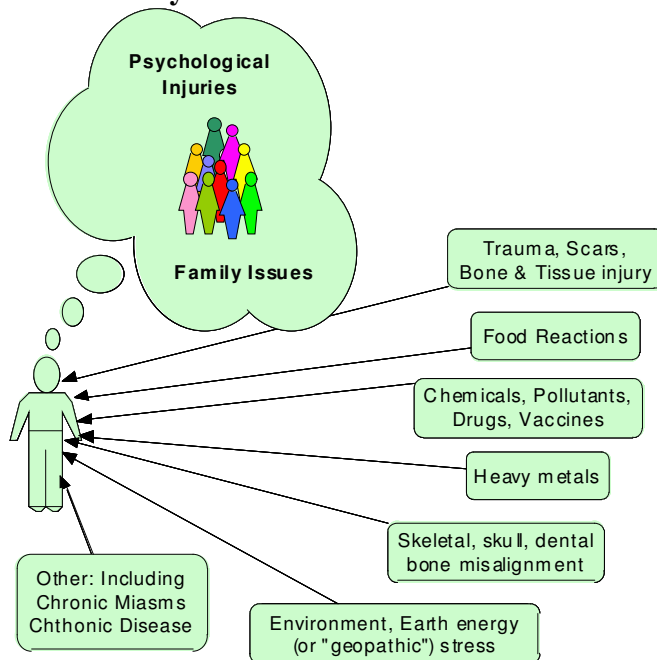 Psychological
Injuries
Family Issues
Trauma, Scars,
Bone & Tissue injury
Food Reactions
Chemicals, Pollutants,
Drugs, Vaccines
Heavy metals
Skeletal, skull, dental
bone misalignment
Other: Including
Chronic Miasms
Chthonic Disease
Environment, Earth energy
(or "geopathic") stress